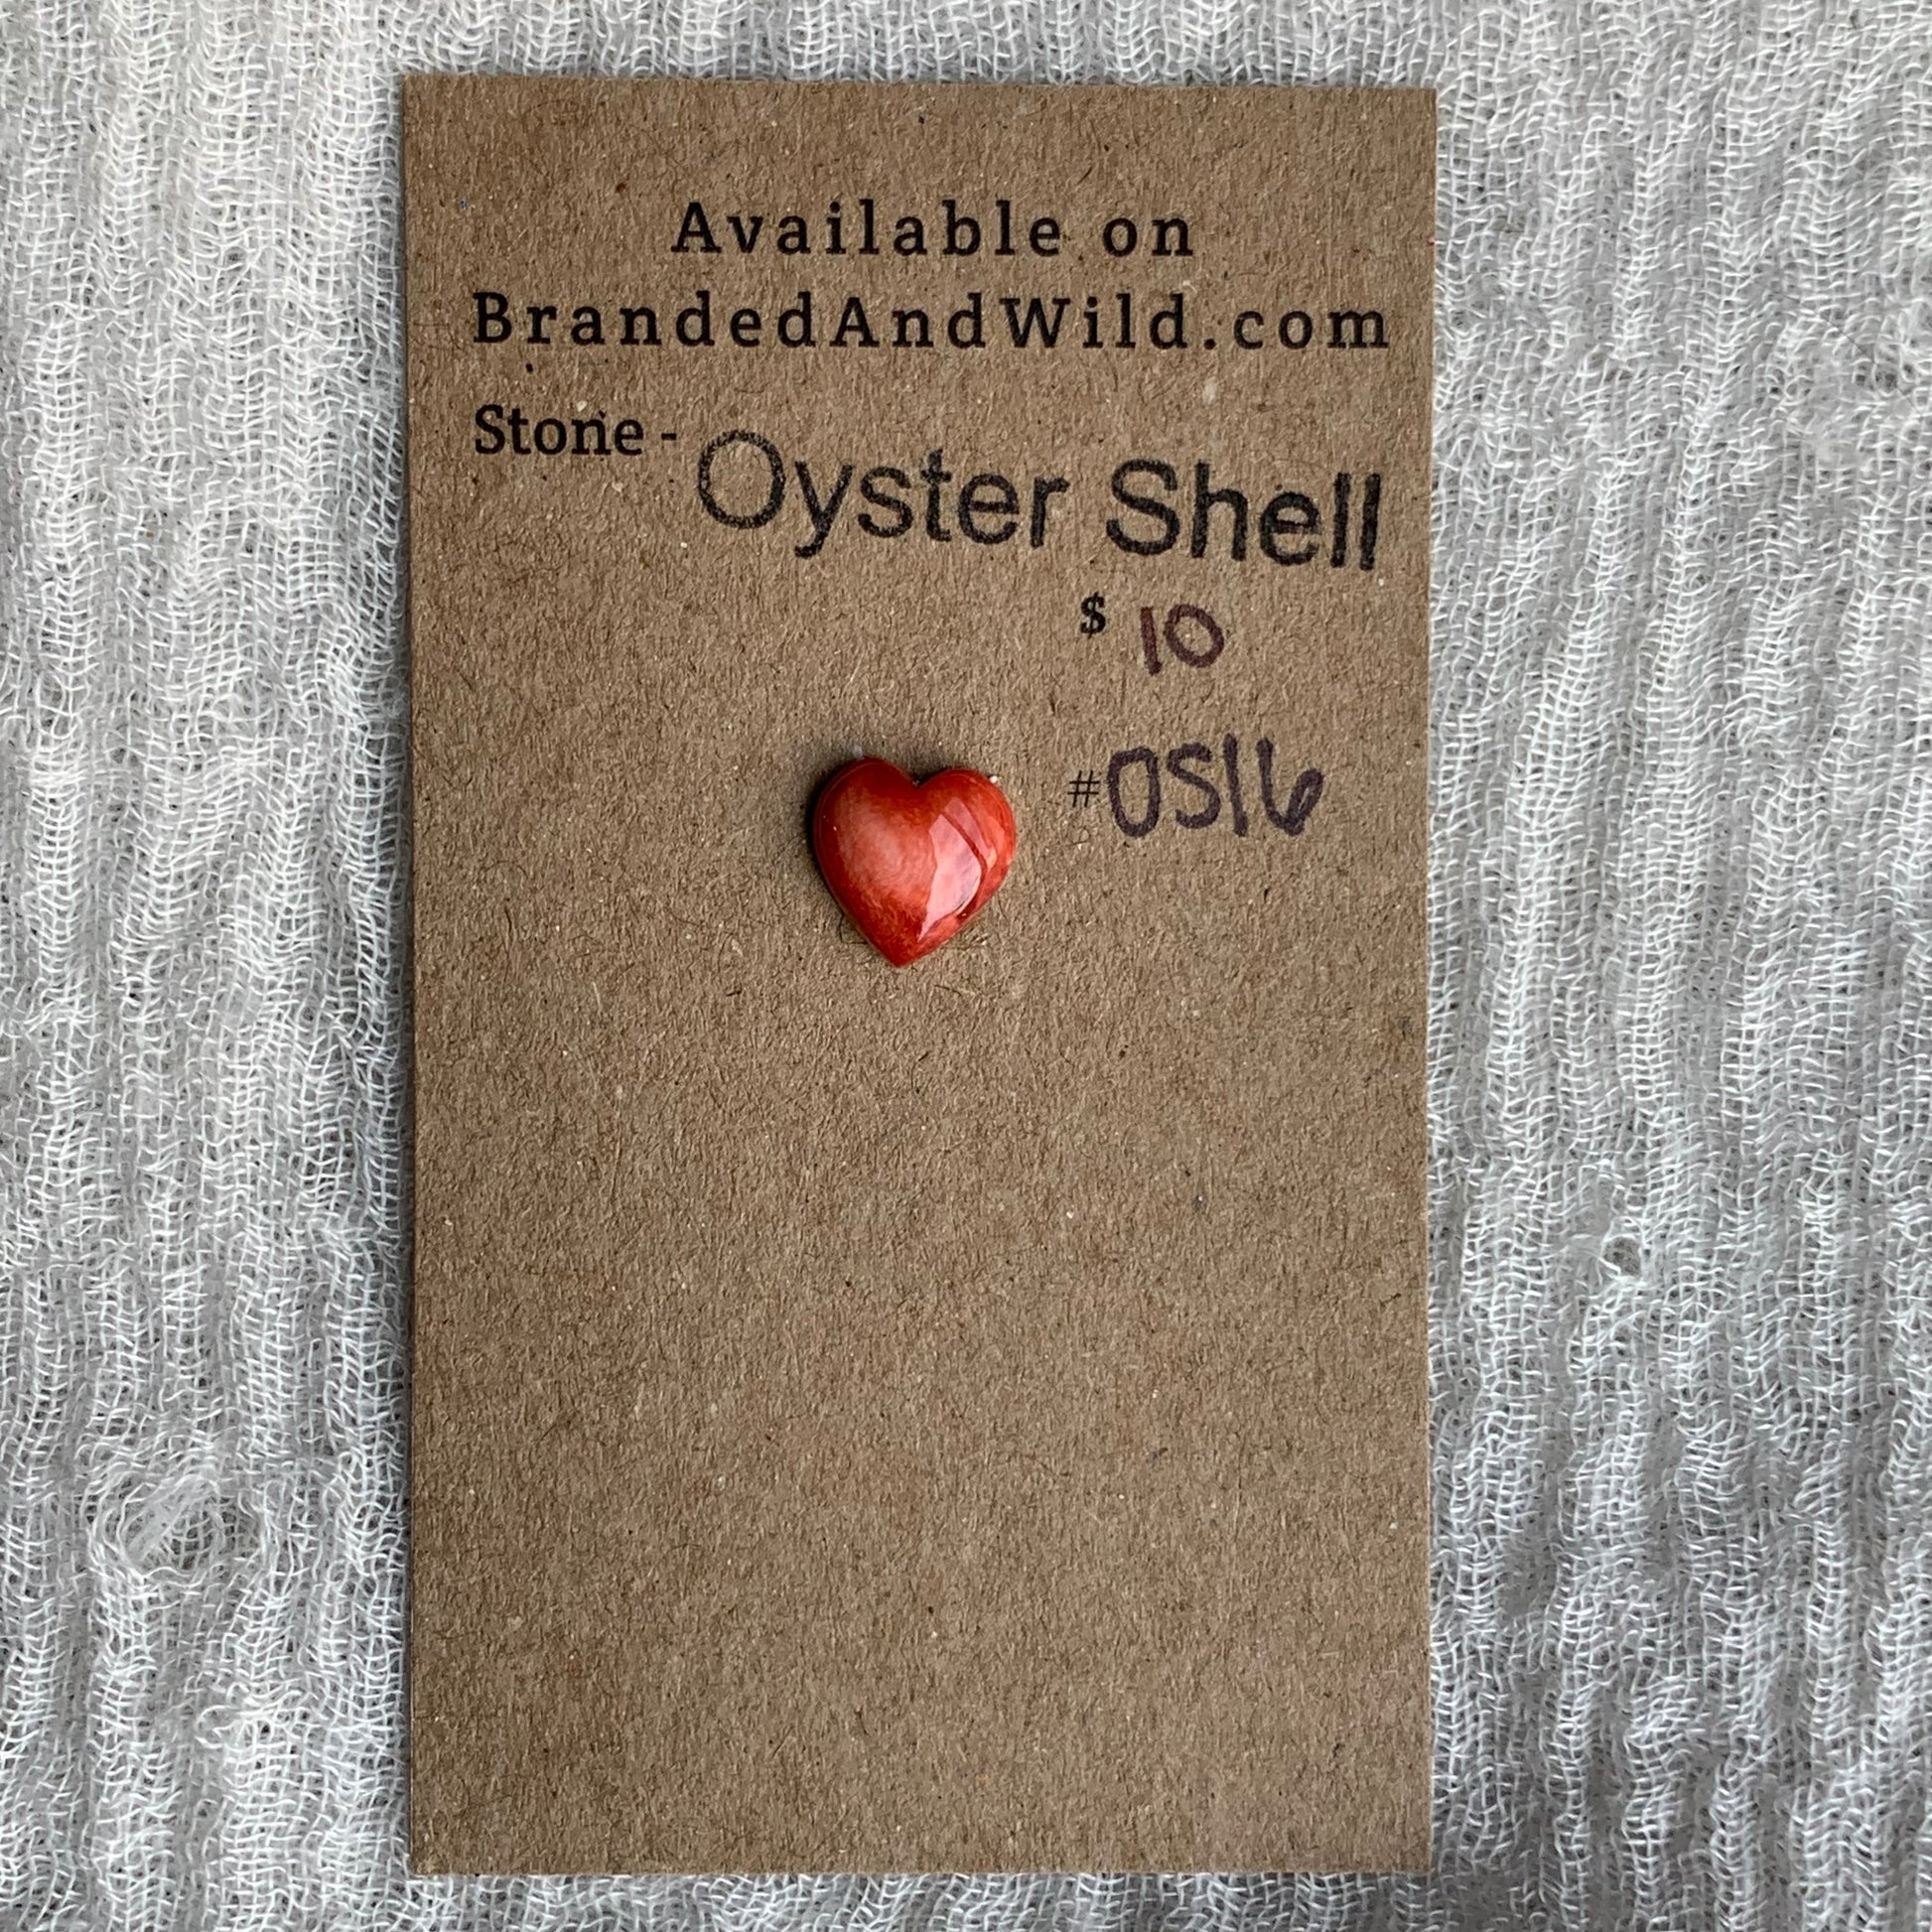 Available on
BrandedAndWild.com
Stone - Oyster Shell
$ 10
#OS16